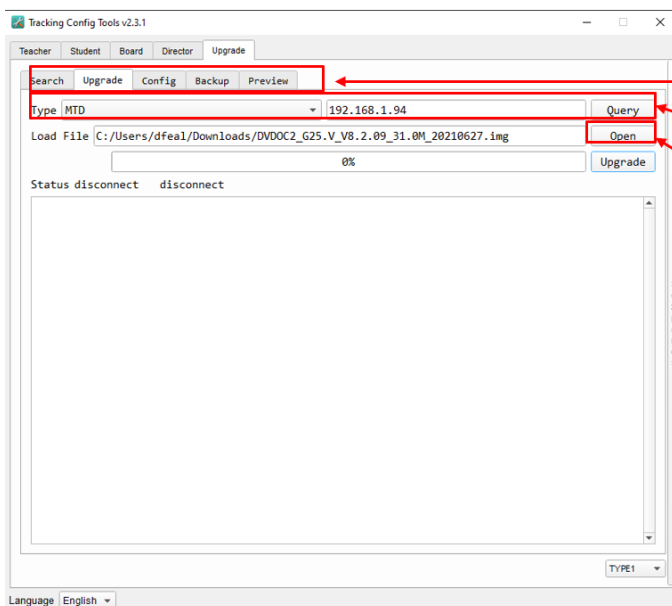 Tracking Config Tools v2.3.1
Teacher Student Board Director Upgrade
Search Upgrade Config Backup Preview
Type MTD 192.168.1.94 Query
Load File C:/Users/dfeal/Downloads/DVDOC2_G25.V_V8.2.09_31.0M_20210627.img Open
0% Upgrade
Status disconnect disconnect
TYPE1
Language English